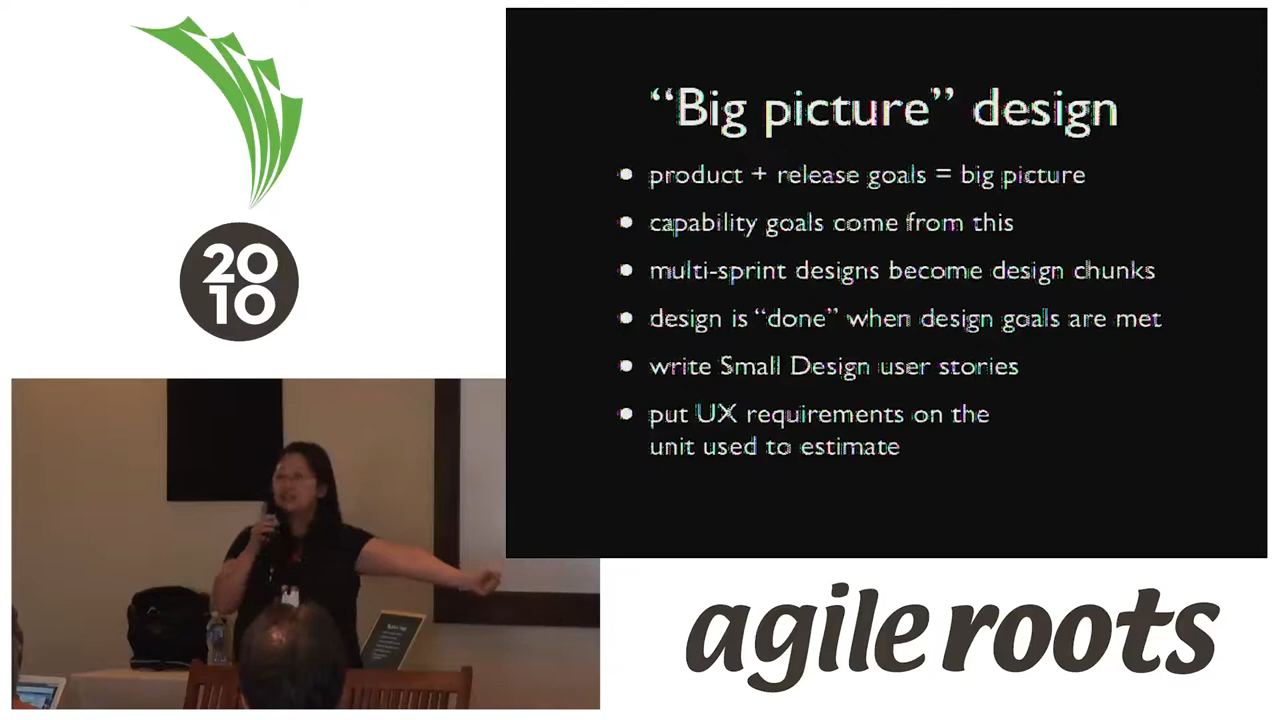 20
10
“Big picture” design
• product + release goals = big picture
• capability goals come from this
• multi-sprint designs become design chunks
• design is “done” when design goals are met
• write Small Design user stories
• put UX requirements on the
unit used to estimate
agile roots